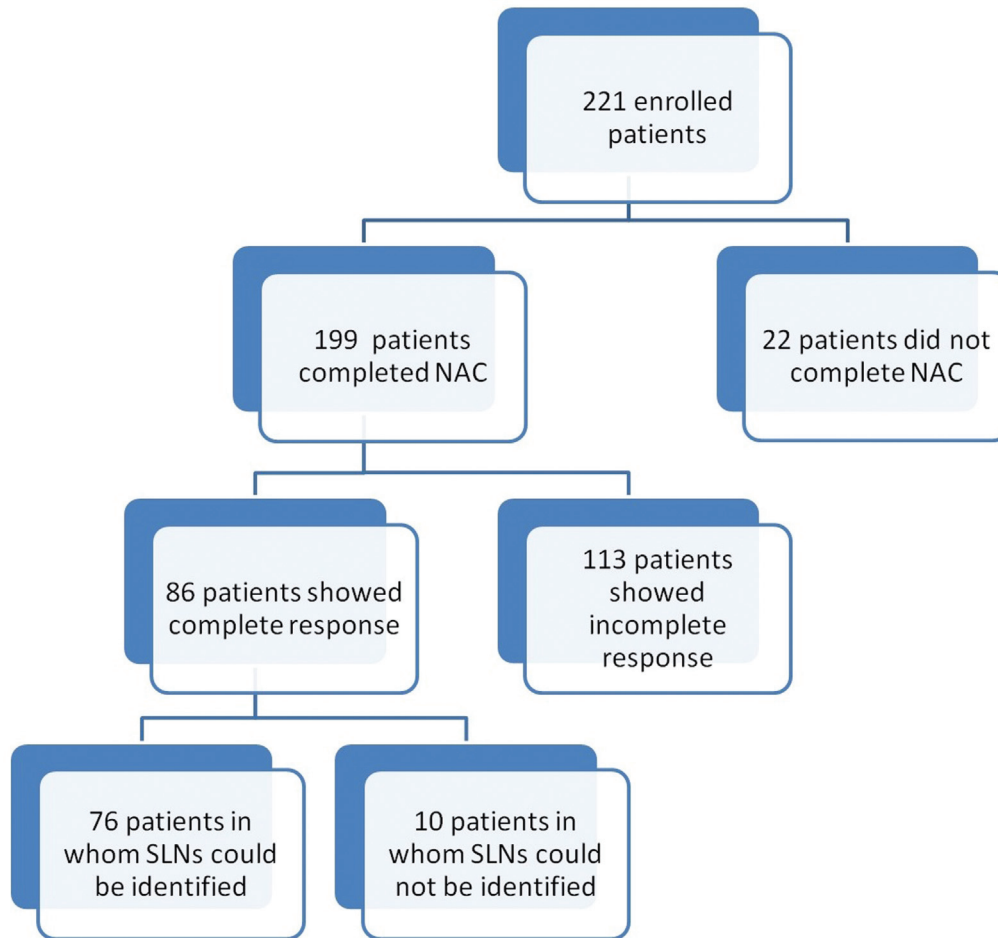 221 enrolled
patients
199 patients
completed NAC
22 patients did not
complete NAC
86 patients showed
complete response
113 patients
showed
incomplete
response
76 patients in
whom SLNs could
be identified
10 patients in
whom SLNs could
not be identified